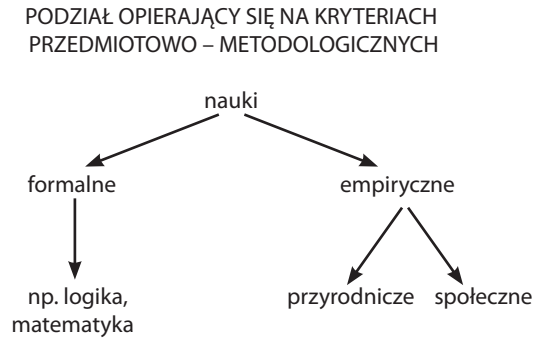 PODZIAŁ OPIERAJĄCY SIĘ NA KRYTERIACH
PRZEDMIOTOWO – METODOLOGICZNYCH
nauki
formalne
empiryczne
np. logika,
matematyka
przyrodnicze
społeczne